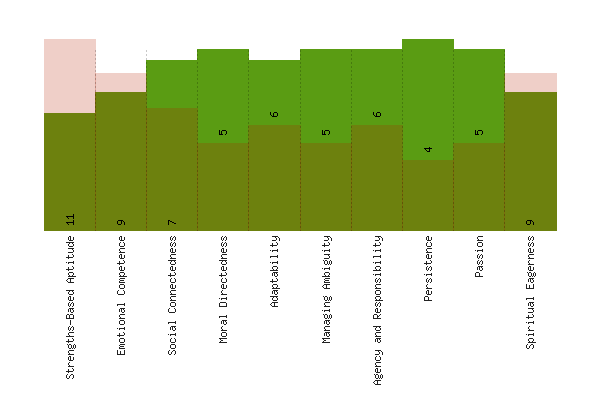 11
9
7
5
6
5
6
4
5
9
Strengths-Based Aptitude
Emotional Competence
Social Connectedness
Moral Directedness
Adaptability
Managing Ambiguity
Agency and Responsibility
Persistence
Passion
Spiritual Eagerness